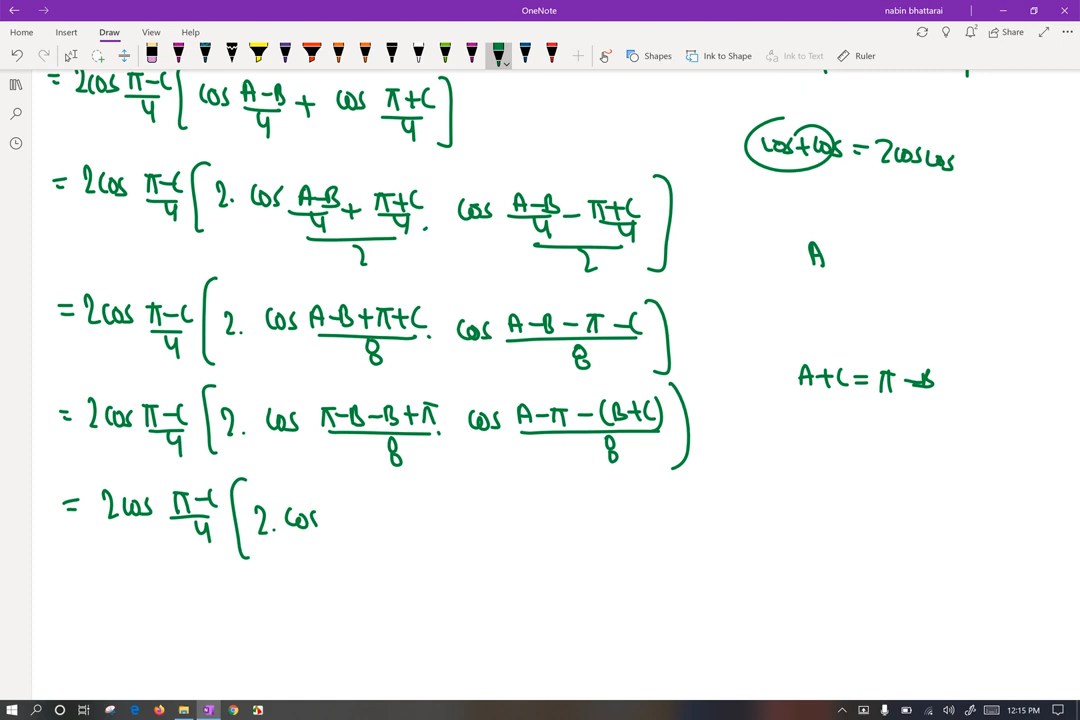 OneNote
nabin bhattarai
Home Insert Draw View Help
Share
Shapes Ink to Shape Ink to Text Ruler
= 2cos π-C/4 [ cos A-B/4 + cos π+C/4 ]
cos+cos = 2coscos
= 2cos π-C/4 [ 2. cos (A-B/4 + π+C/4)/2 . cos (A-B/4 - π+C/4)/2 ]
A
= 2cos π-C/4 [ 2. cos A-B+π+C/8 . cos A-B-π-C/8 ]
A+C = π-B
= 2cos π-C/4 [ 2. cos π-B-B+π/8 . cos A-π-(B+C)/8 ]
= 2cos π-C/4 [ 2. cos
12:15 PM